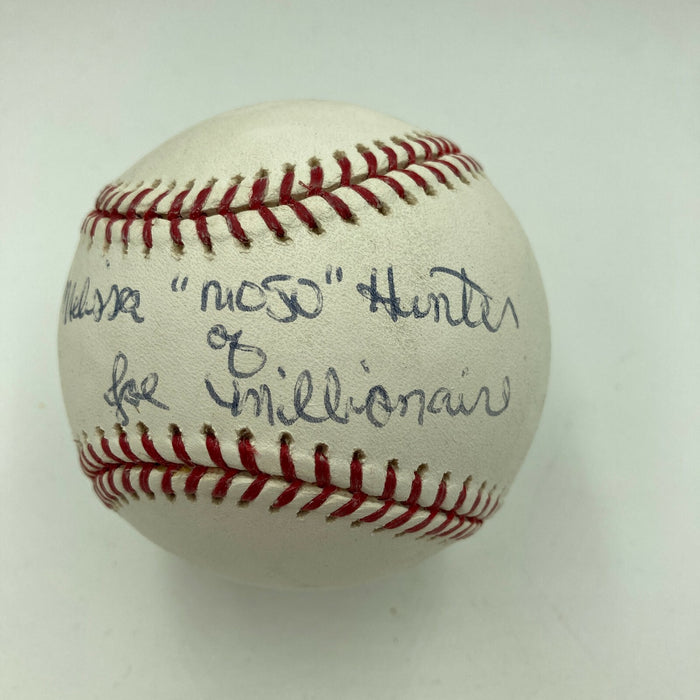 Melissa "MOJO" Hunter
of
Joe Millionaire